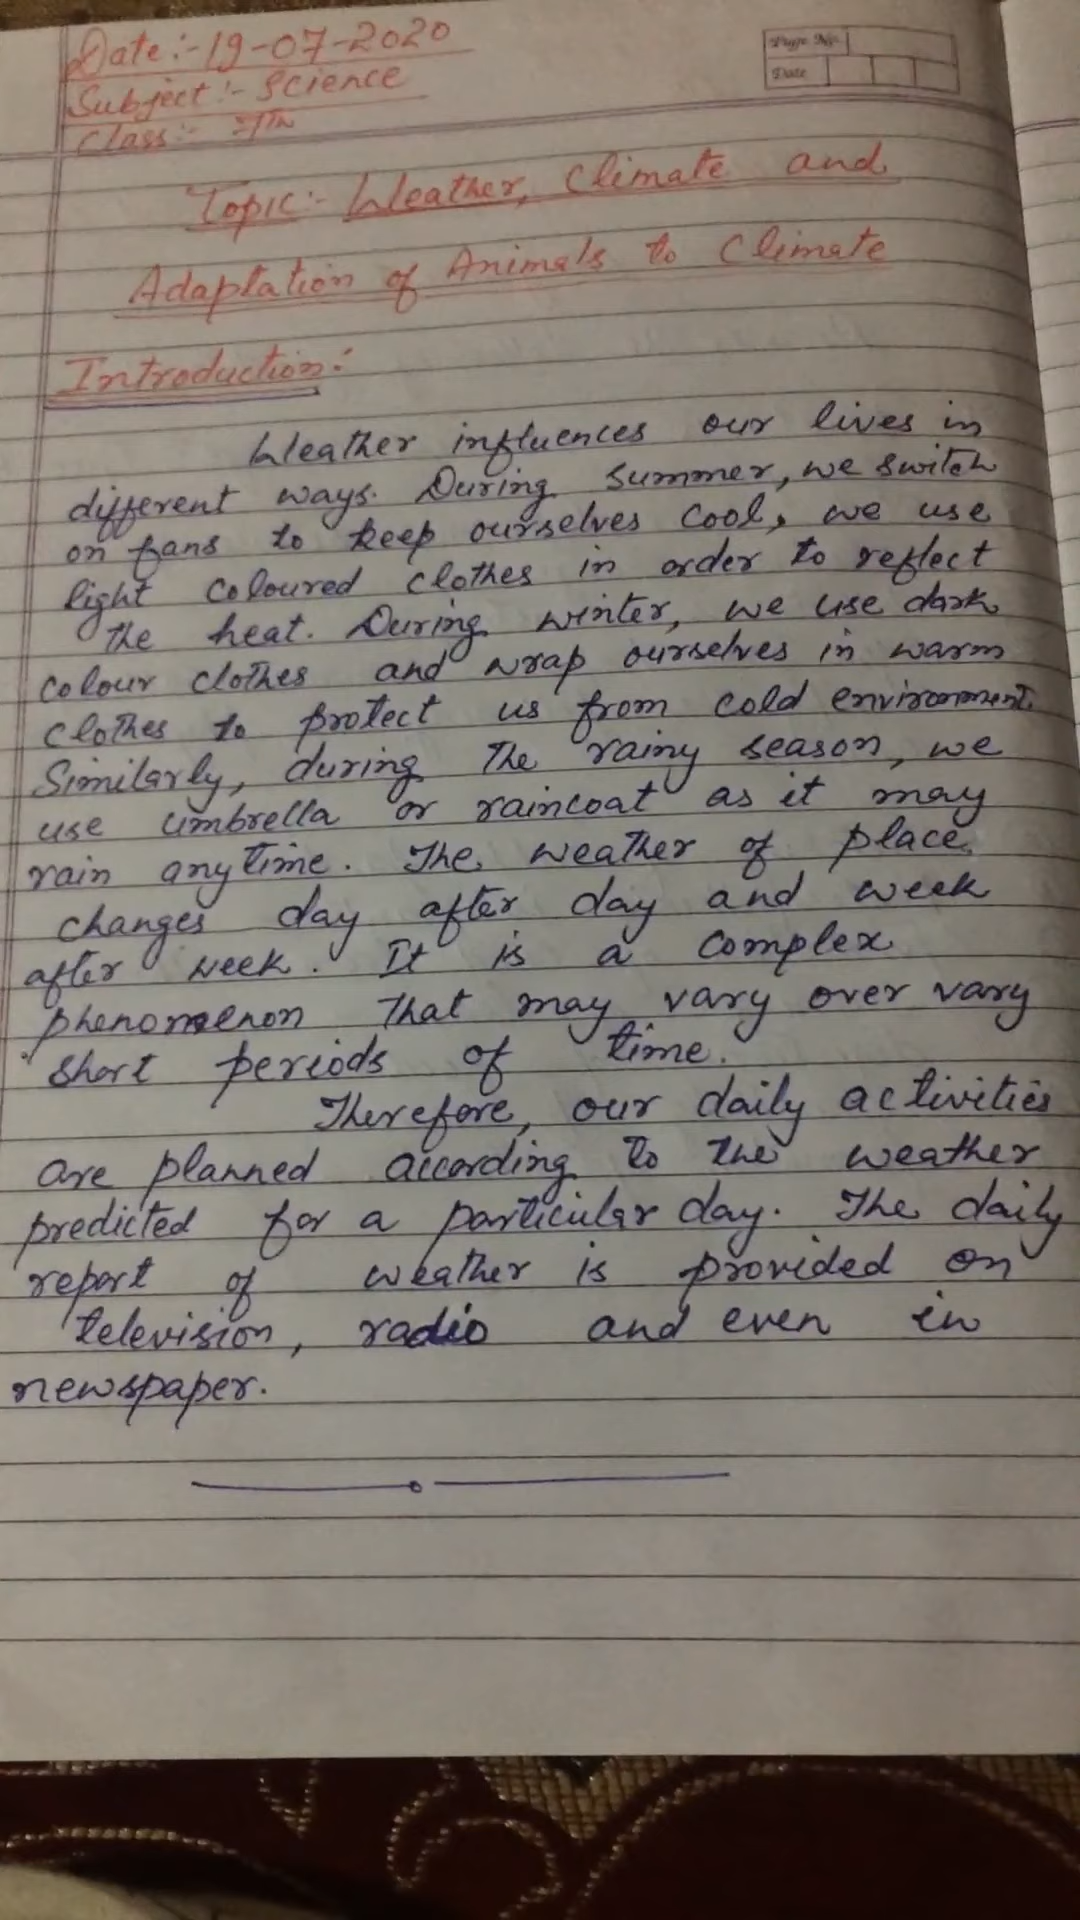 Date:-19-07-2020
Page No.
Date
Subject:- Science
Class:- 7Th
Topic:- Weather, Climate and
Adaptation of Animals to Climate
Introduction:
Weather influences our lives in
different ways. During summer, we switch
on fans to keep ourselves cool, we use
light coloured clothes in order to reflect
the heat. During winter, we use dark
colour clothes and wrap ourselves in warm
clothes to protect us from cold environment.
Similarly, during the rainy season, we
use umbrella or raincoat as it may
rain anytime. The weather of place
changes day after day and week
after week. It is a complex
phenomenon that may vary over vary
short periods of time.
Therefore, our daily activities
are planned according to the weather
predicted for a particular day. The daily
report of weather is provided on
television, radio and even in
newspaper.